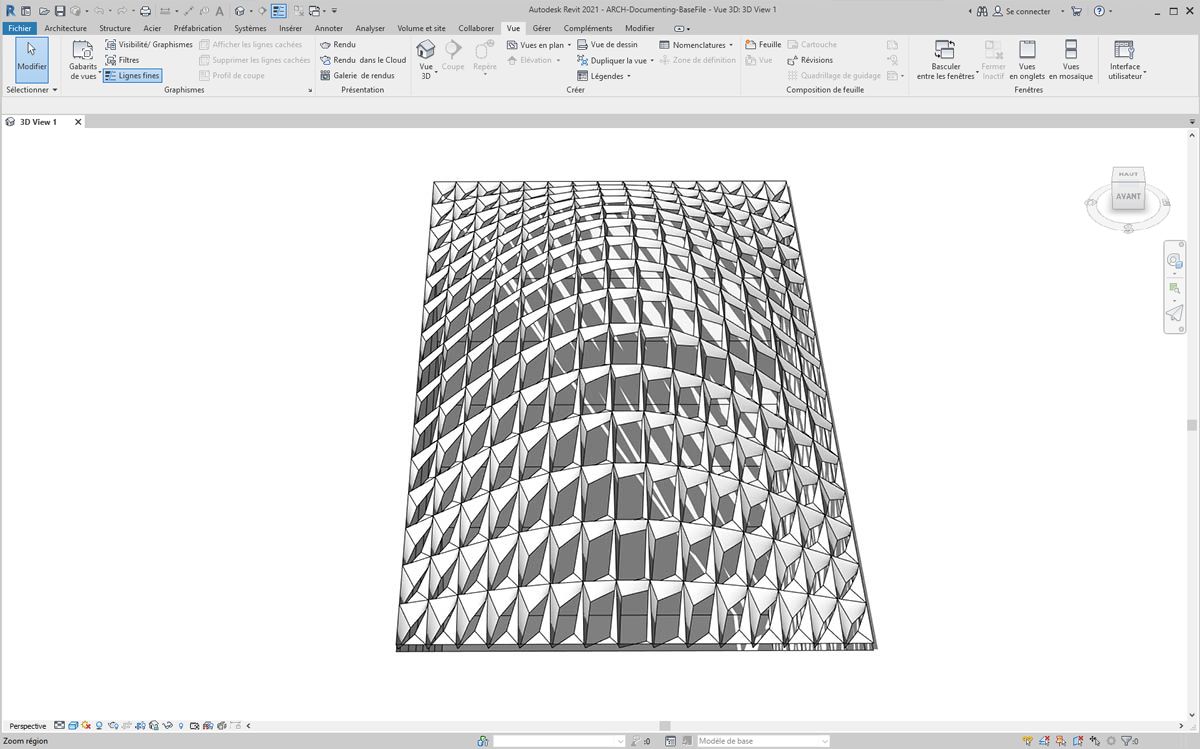 Autodesk Revit 2021 - ARCH-Documenting-BaseFile - Vue 3D: 3D View 1
Se connecter
Fichier Architecture Structure Acier Préfabrication Systèmes Insérer Annoter Analyser Volume et site Collaborer Vue Gérer Compléments Modifier
Modifier
Gabarits de vues
Visibilité/ Graphismes
Filtres
Lignes fines
Afficher les lignes cachées
Supprimer les lignes cachées
Profil de coupe
Rendu
Rendu dans le Cloud
Galerie de rendus
Vue 3D
Coupe
Repère
Vues en plan
Élévation
Vue de dessin
Dupliquer la vue
Légendes
Nomenclatures
Zone de définition
Feuille
Vue
Cartouche
Révisions
Quadrillage de guidage
Basculer entre les fenêtres
Fermer Inactif
Vues en onglets
Vues en mosaïque
Interface utilisateur
Sélectionner
Graphismes
Présentation
Créer
Composition de feuille
Fenêtres
3D View 1
HAUT
AVANT
Perspective
Zoom région
:0
Modèle de base
:0